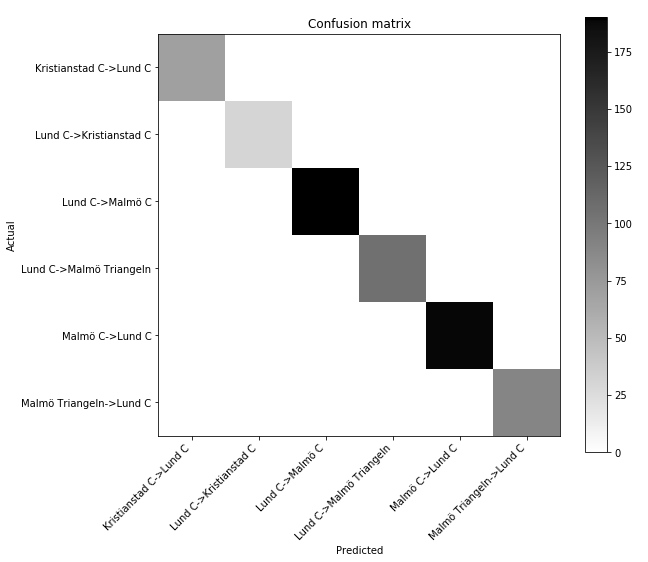 Confusion matrix
Kristianstad C->Lund C
Lund C->Kristianstad C
Lund C->Malmö C
Lund C->Malmö Triangeln
Malmö C->Lund C
Malmö Triangeln->Lund C
Actual
Kristianstad C->Lund C
Lund C->Kristianstad C
Lund C->Malmö C
Lund C->Malmö Triangeln
Malmö C->Lund C
Malmö Triangeln->Lund C
Predicted
175
150
125
100
75
50
25
0